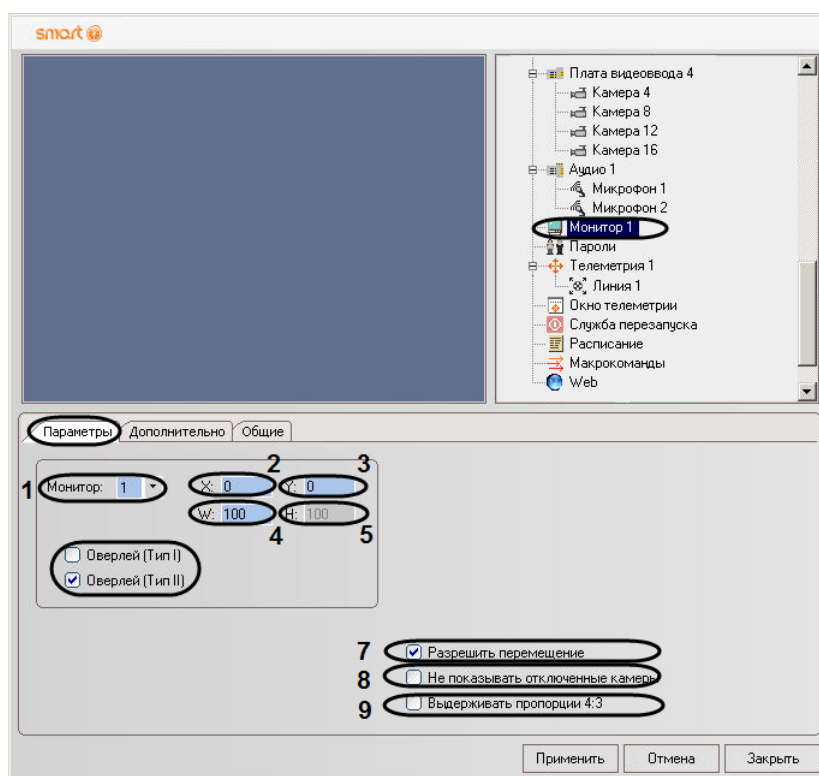 smart
Плата видеоввода 4
Камера 4
Камера 8
Камера 12
Камера 16
Аудио 1
Микрофон 1
Микрофон 2
Монитор 1
Пароли
Телеметрия 1
Линия 1
Окно телеметрии
Служба перезапуска
Расписание
Макрокоманды
Web
Параметры Дополнительно Общие
2 3
1 Монитор: 1 X: 0 Y: 0
W: 100 H: 100
4 5
Оверлей (Тип I)
Оверлей (Тип II)
7 Разрешить перемещение
8 Не показывать отключенные камеры
9 Выдерживать пропорции 4:3
Применить Отмена Закрыть